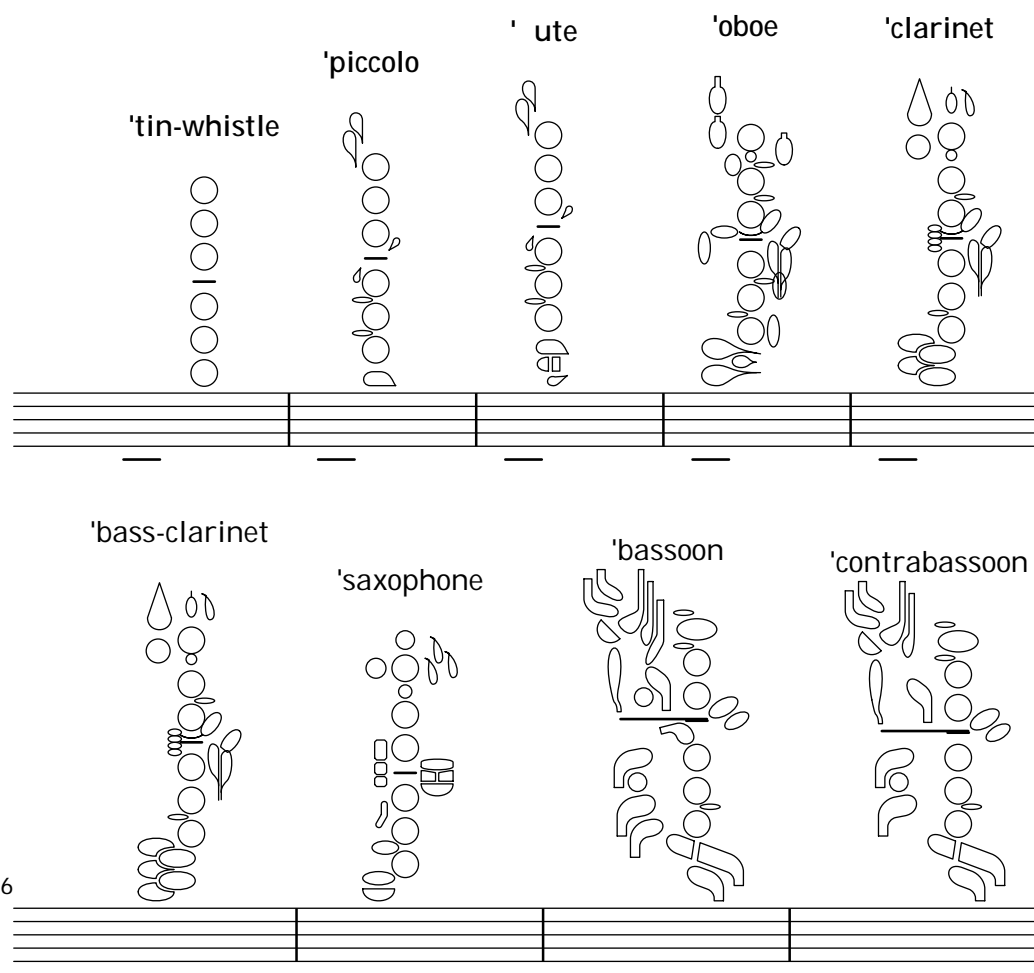 'tin-whistle
'piccolo
' ute
'oboe
'clarinet
'bass-clarinet
'saxophone
'bassoon
'contrabassoon
6